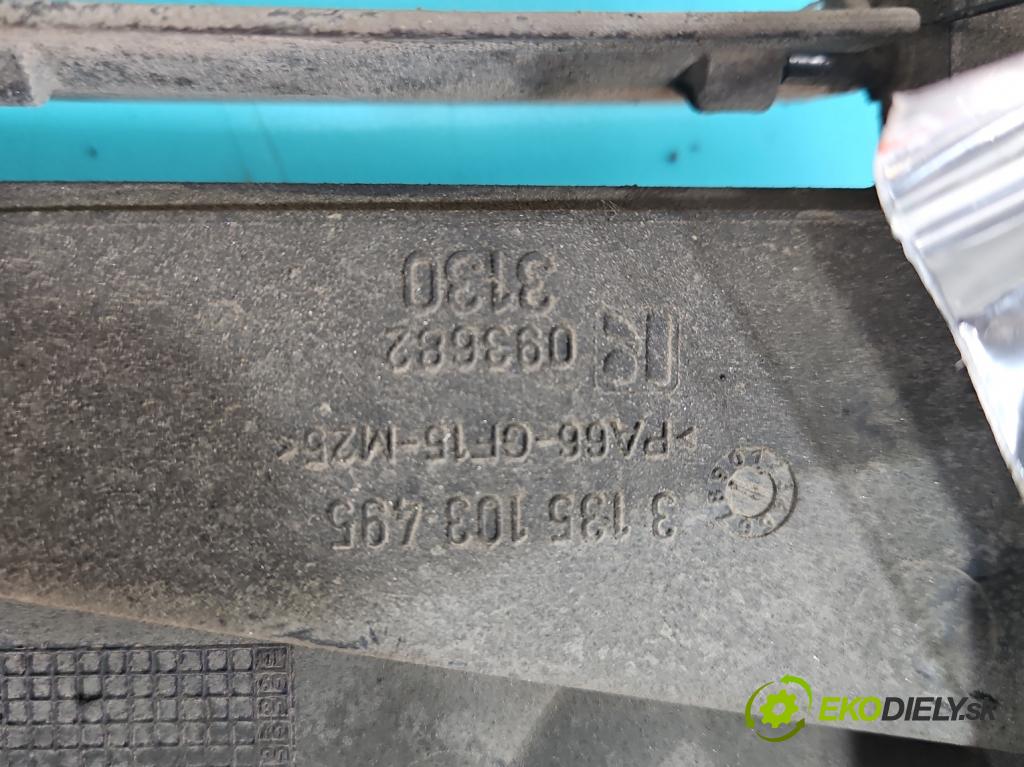 3 135 103 495
>PA66-GF15-M25<
093682
3130
EKODIELY.SK